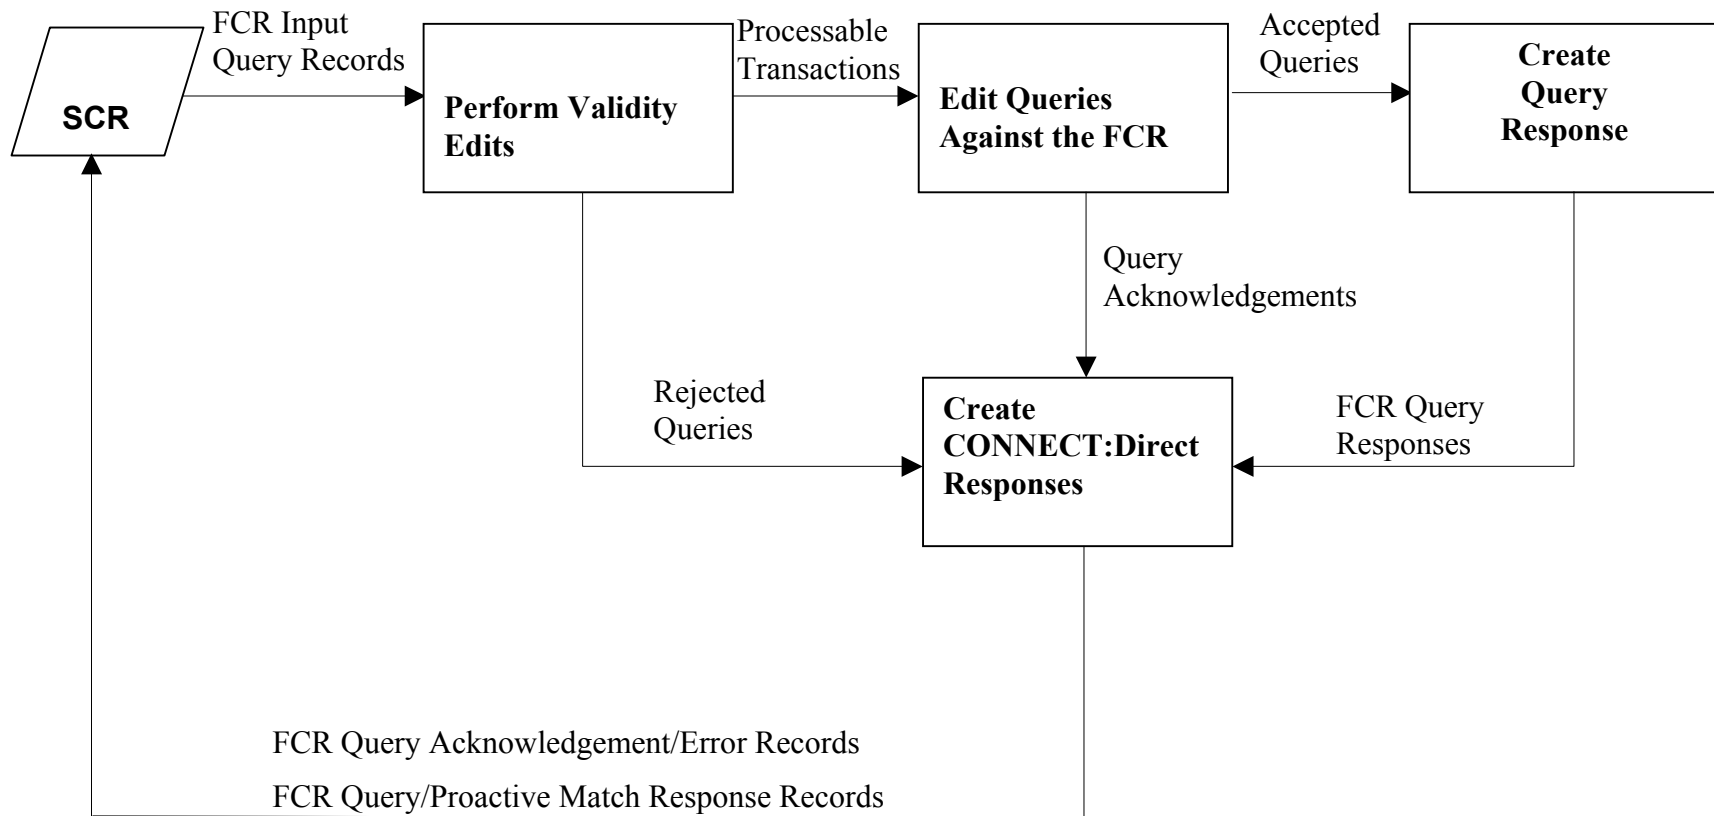 FCR Input
Query Records
SCR
Perform Validity
Edits
Processable
Transactions
Edit Queries
Against the FCR
Accepted
Queries
Create
Query
Response
Query
Acknowledgements
Rejected
Queries
Create
CONNECT:Direct
Responses
FCR Query
Responses
FCR Query Acknowledgement/Error Records
FCR Query/Proactive Match Response Records